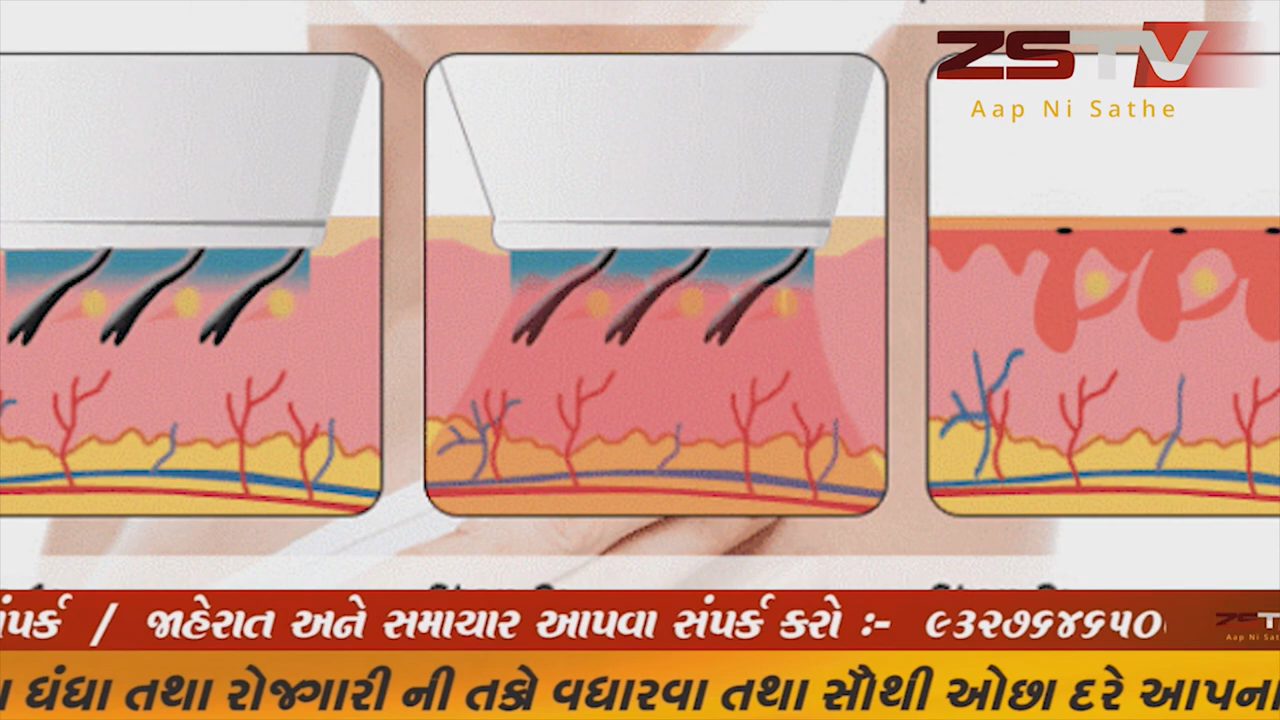 ZSTV
Aap Ni Sathe
સંપર્ક / જાહેરાત અને સમાચાર આપવા સંપર્ક કરો :- ૯૩૨૭૬૪૬૫૦
ધંધા તથા રોજગારી ની તકો વધારવા તથા સૌથી ઓછા દરે આપના